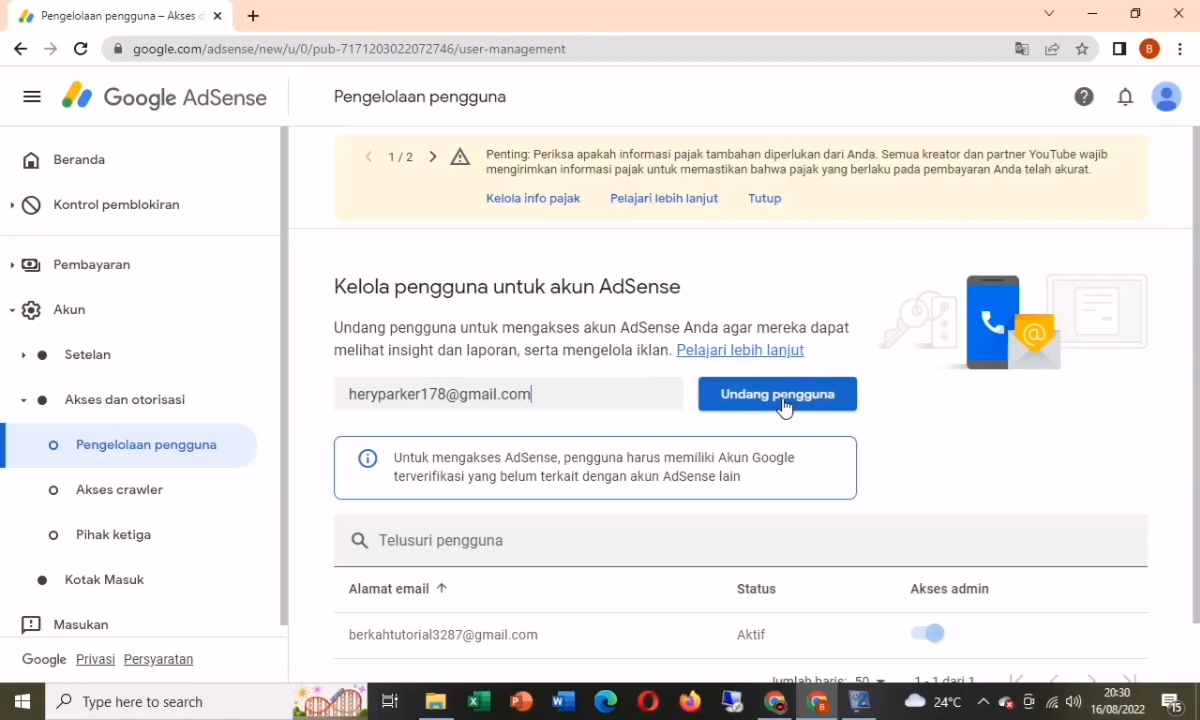 Pengelolaan pengguna – Akses d
google.com/adsense/new/u/0/pub-7171203022072746/user-management
B
Google AdSense
Pengelolaan pengguna
Beranda
Kontrol pemblokiran
Pembayaran
Akun
Setelan
Akses dan otorisasi
Pengelolaan pengguna
Akses crawler
Pihak ketiga
Kotak Masuk
Masukan
Google Privasi Persyaratan
1 / 2
Penting: Periksa apakah informasi pajak tambahan diperlukan dari Anda. Semua kreator dan partner YouTube wajib
mengirimkan informasi pajak untuk memastikan bahwa pajak yang berlaku pada pembayaran Anda telah akurat.
Kelola info pajak Pelajari lebih lanjut Tutup
Kelola pengguna untuk akun AdSense
Undang pengguna untuk mengakses akun AdSense Anda agar mereka dapat
melihat insight dan laporan, serta mengelola iklan. Pelajari lebih lanjut
heryparker178@gmail.com
Undang pengguna
Untuk mengakses AdSense, pengguna harus memiliki Akun Google
terverifikasi yang belum terkait dengan akun AdSense lain
Telusuri pengguna
Alamat email Status Akses admin
berkahtutorial3287@gmail.com Aktif
Jumlah baris: 50 1 - 1 dari 1
Type here to search
24°C
20:30
16/08/2022
15